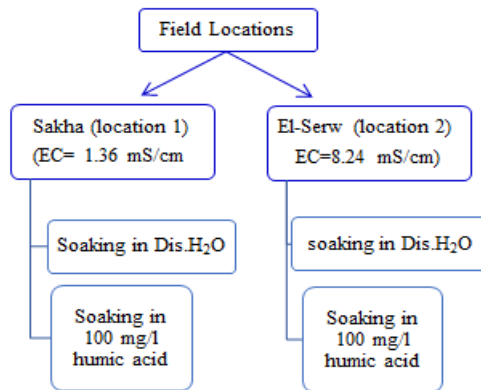 Field Locations
Sakha (location 1)
(EC= 1.36 mS/cm
El-Serw (location 2)
EC=8.24 mS/cm)
Soaking in Dis.H₂O
soaking in Dis.H₂O
Soaking in
100 mg/l
humic acid
Soaking in
100 mg/l
humic acid